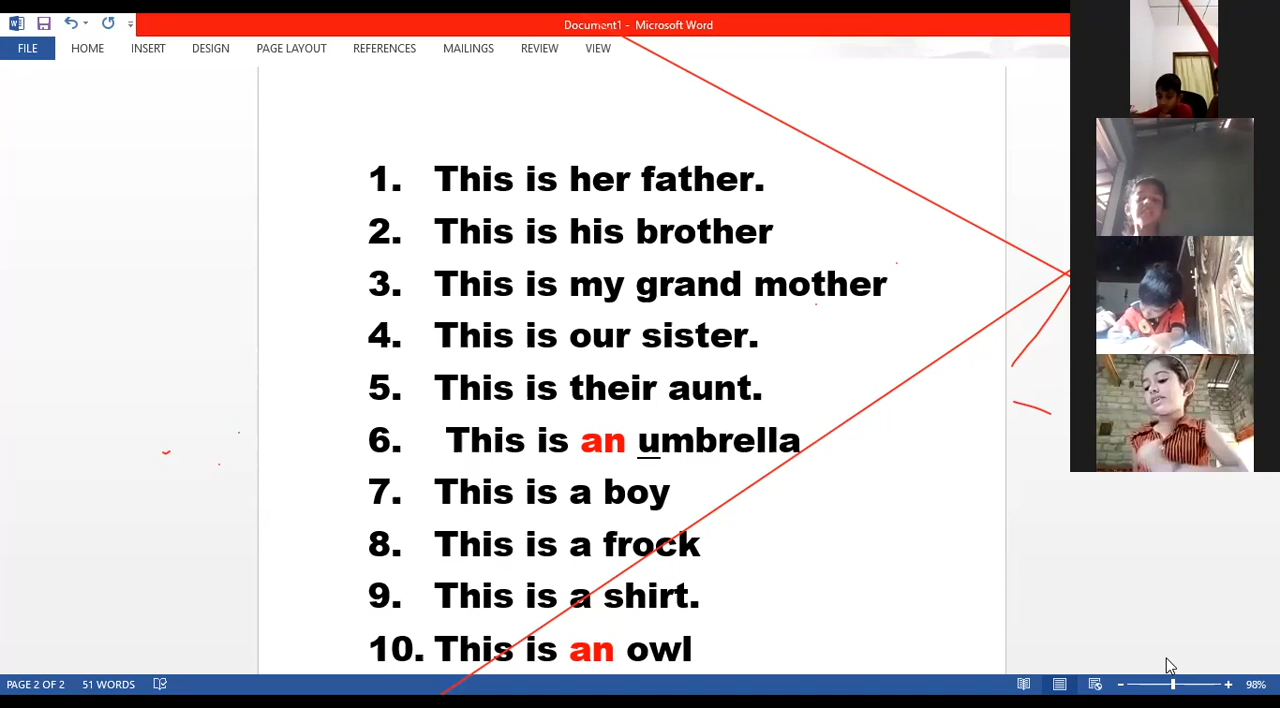 Document1 - Microsoft Word
FILE HOME INSERT DESIGN PAGE LAYOUT REFERENCES MAILINGS REVIEW VIEW
1. This is her father.
2. This is his brother
3. This is my grand mother
4. This is our sister.
5. This is their aunt.
6. This is an umbrella
7. This is a boy
8. This is a frock
9. This is a shirt.
10. This is an owl
PAGE 2 OF 2 51 WORDS 98%